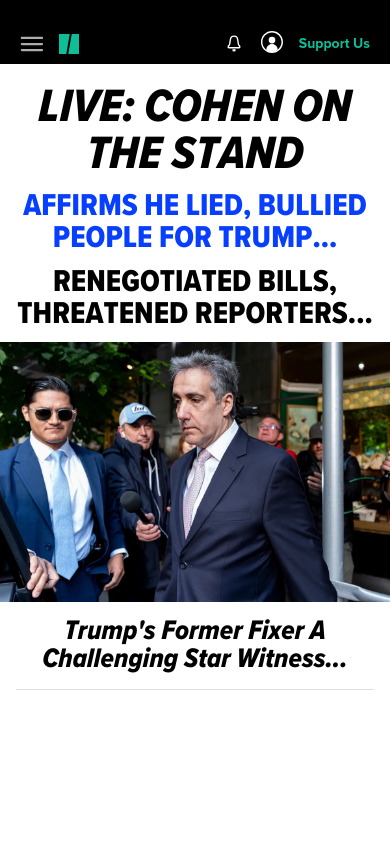 Support Us
LIVE: COHEN ON
THE STAND
AFFIRMS HE LIED, BULLIED
PEOPLE FOR TRUMP...
RENEGOTIATED BILLS,
THREATENED REPORTERS...
Trump's Former Fixer A
Challenging Star Witness...